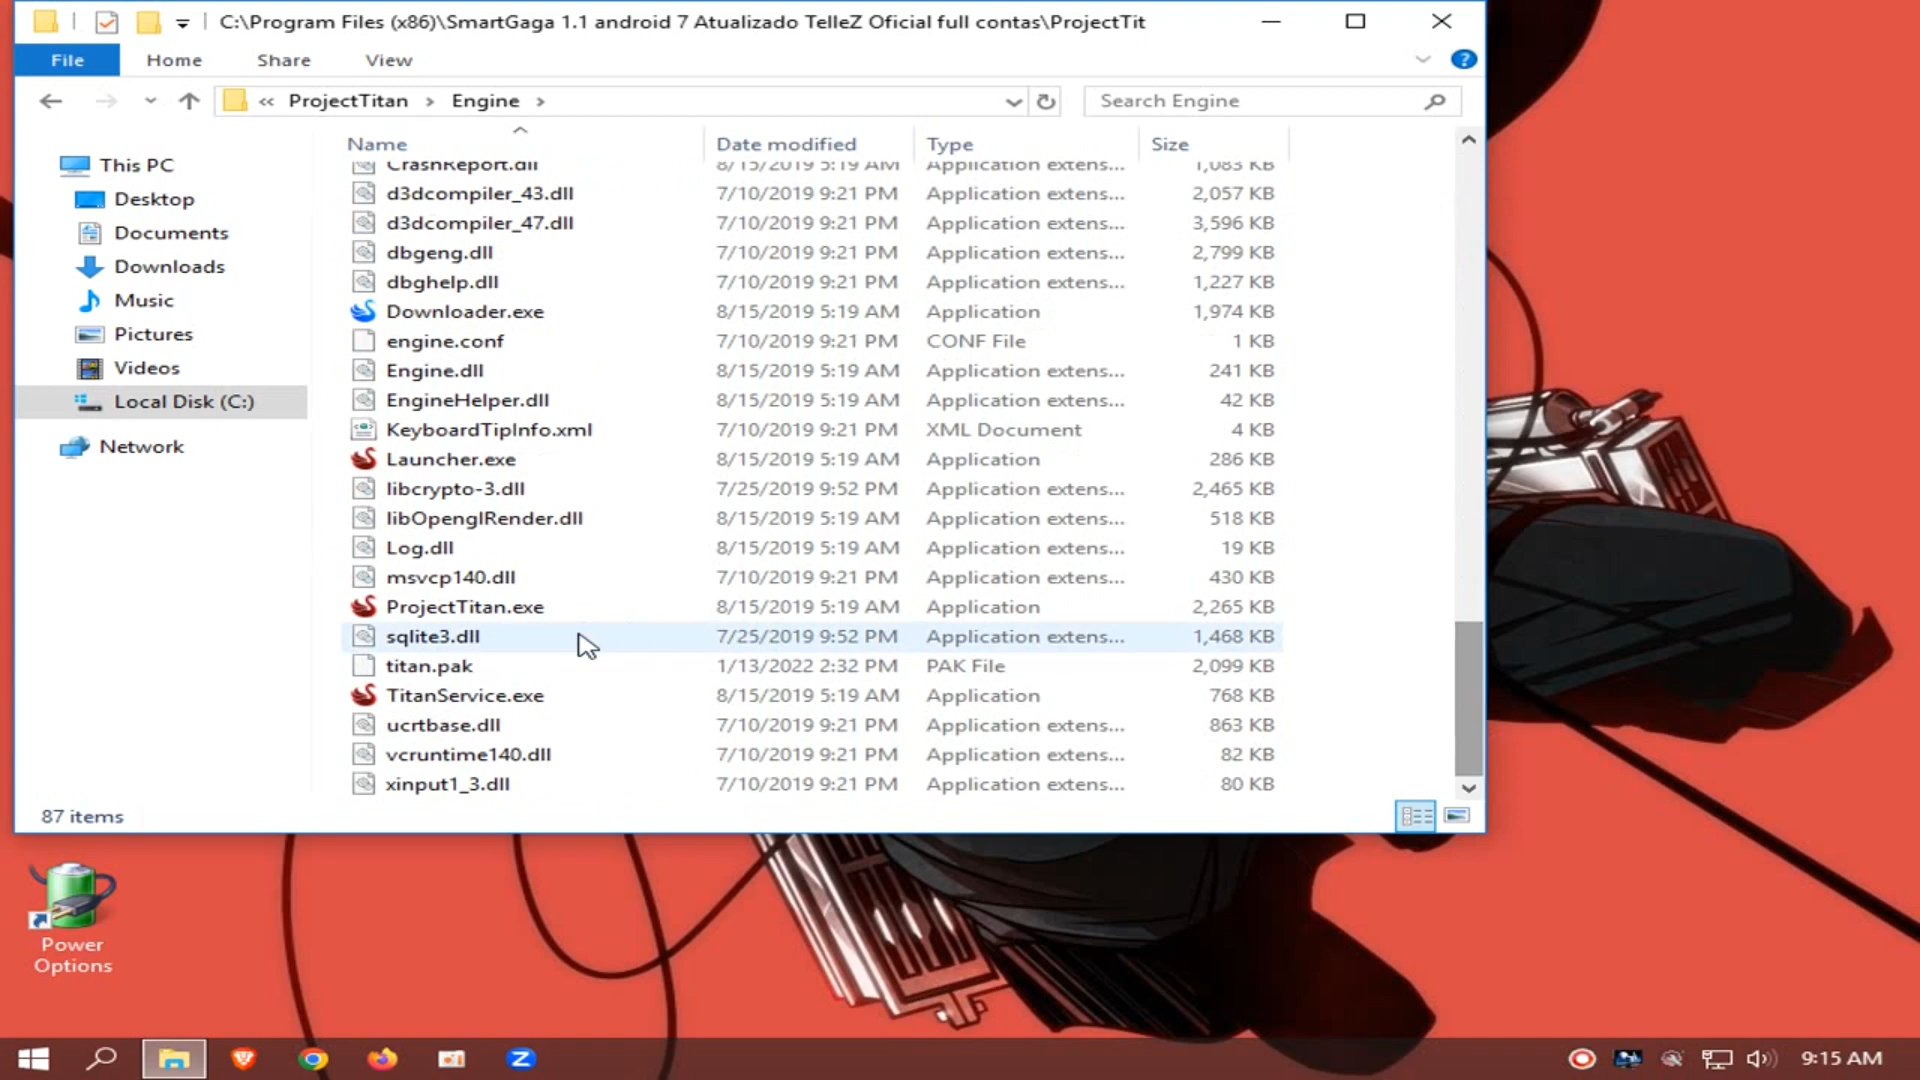 C:\Program Files (x86)\SmartGaga 1.1 android 7 Atualizado TelleZ Oficial full contas\ProjectTit
File Home Share View
« ProjectTitan > Engine >
Search Engine
Name Date modified Type Size
This PC
Desktop
Documents
Downloads
Music
Pictures
Videos
Local Disk (C:)
Network
CrashReport.dll 8/15/2019 5:19 AM Application extens... 1,083 KB
d3dcompiler_43.dll 7/10/2019 9:21 PM Application extens... 2,057 KB
d3dcompiler_47.dll 7/10/2019 9:21 PM Application extens... 3,596 KB
dbgeng.dll 7/10/2019 9:21 PM Application extens... 2,799 KB
dbghelp.dll 7/10/2019 9:21 PM Application extens... 1,227 KB
Downloader.exe 8/15/2019 5:19 AM Application 1,974 KB
engine.conf 7/10/2019 9:21 PM CONF File 1 KB
Engine.dll 8/15/2019 5:19 AM Application extens... 241 KB
EngineHelper.dll 8/15/2019 5:19 AM Application extens... 42 KB
KeyboardTipInfo.xml 7/10/2019 9:21 PM XML Document 4 KB
Launcher.exe 8/15/2019 5:19 AM Application 286 KB
libcrypto-3.dll 7/25/2019 9:52 PM Application extens... 2,465 KB
libOpenglRender.dll 8/15/2019 5:19 AM Application extens... 518 KB
Log.dll 8/15/2019 5:19 AM Application extens... 19 KB
msvcp140.dll 7/10/2019 9:21 PM Application extens... 430 KB
ProjectTitan.exe 8/15/2019 5:19 AM Application 2,265 KB
sqlite3.dll 7/25/2019 9:52 PM Application extens... 1,468 KB
titan.pak 1/13/2022 2:32 PM PAK File 2,099 KB
TitanService.exe 8/15/2019 5:19 AM Application 768 KB
ucrtbase.dll 7/10/2019 9:21 PM Application extens... 863 KB
vcruntime140.dll 7/10/2019 9:21 PM Application extens... 82 KB
xinput1_3.dll 7/10/2019 9:21 PM Application extens... 80 KB
87 items
Power
Options
9:15 AM